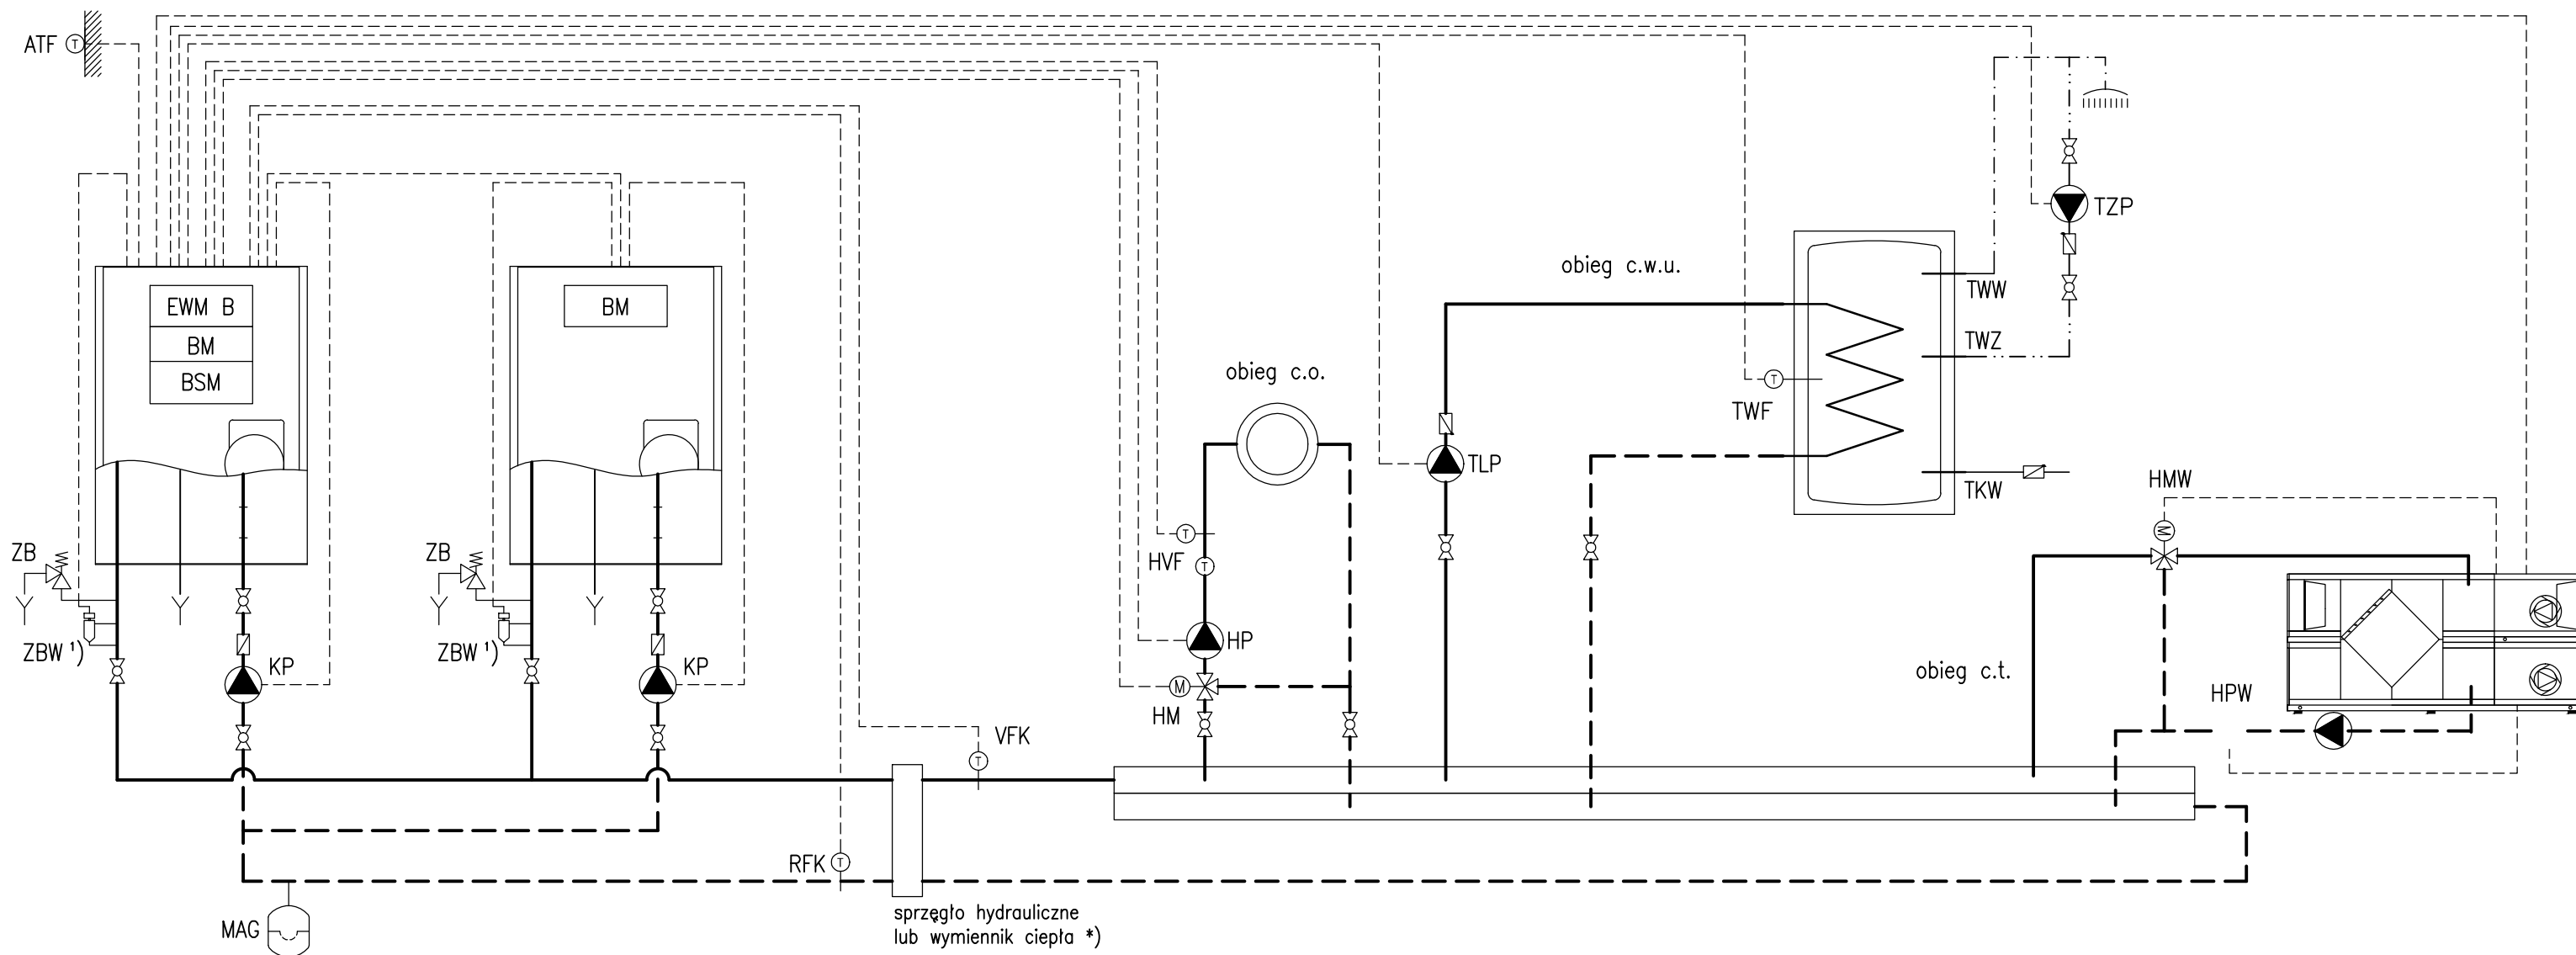 ATF T
EWM B
BM
BSM
BM
ZB
ZBW ¹)
KP
ZB
ZBW ¹)
KP
MAG
RFK T
VFK
T
sprzęgło hydrauliczne
lub wymiennik ciepła *)
obieg c.o.
T
HVF T
HP
M
HM
obieg c.w.u.
TLP
T
TWF
TWW
TWZ
TKW
TZP
HMW
M
obieg c.t.
HPW